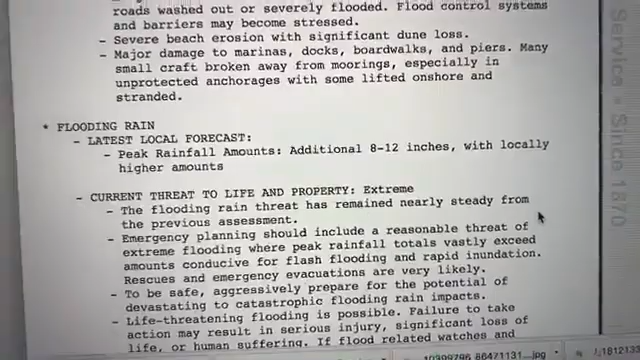 roads washed out or severely flooded. Flood control systems
and barriers may become stressed.
- Severe beach erosion with significant dune loss.
- Major damage to marinas, docks, boardwalks, and piers. Many
small craft broken away from moorings, especially in
unprotected anchorages with some lifted onshore and
stranded.
* FLOODING RAIN
- LATEST LOCAL FORECAST:
- Peak Rainfall Amounts: Additional 8-12 inches, with locally
higher amounts
- CURRENT THREAT TO LIFE AND PROPERTY: Extreme
- The flooding rain threat has remained nearly steady from
the previous assessment.
- Emergency planning should include a reasonable threat of
extreme flooding where peak rainfall totals vastly exceed
amounts conducive for flash flooding and rapid inundation.
Rescues and emergency evacuations are very likely.
- To be safe, aggressively prepare for the potential of
devastating to catastrophic flooding rain impacts.
- Life-threatening flooding is possible. Failure to take
action may result in serious injury, significant loss of
life, or human suffering. If flood related watches and
Service - Since 1870